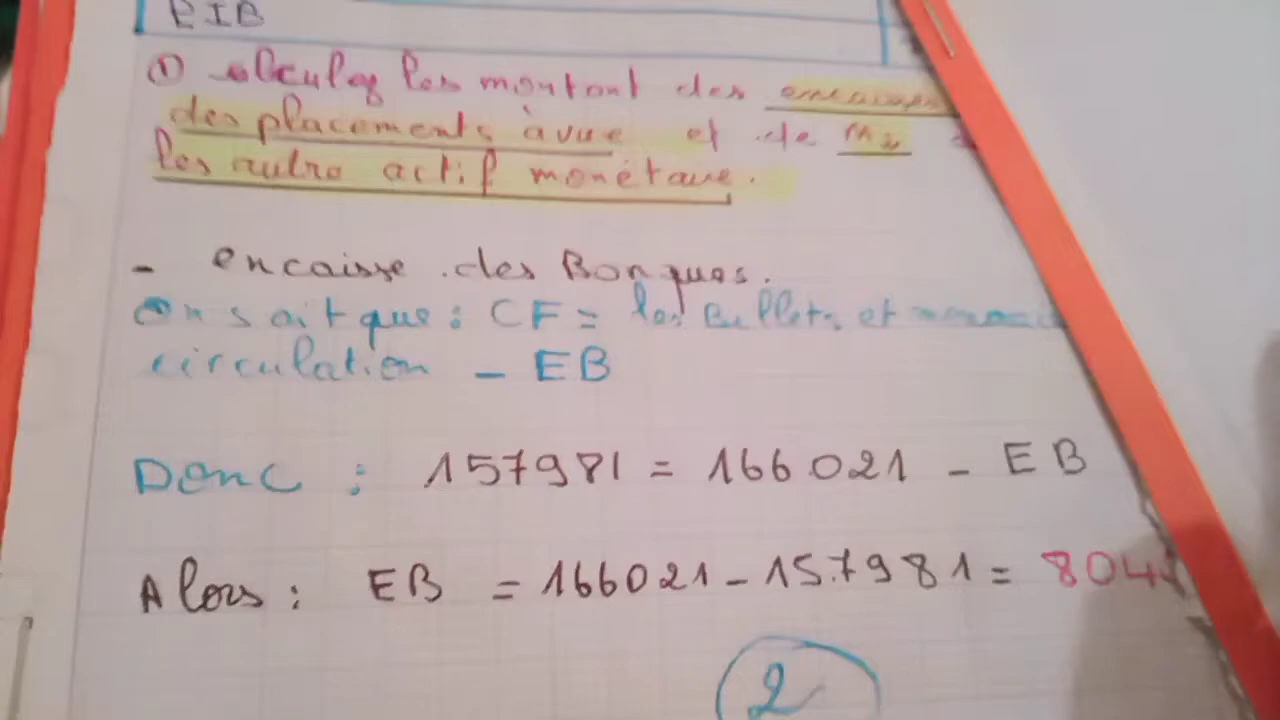 PIB
① calculez les montant des encaisses
des placements à vue et de M2
les autre actif monétaire.
- encaisse des Banques.
On sait que: CF = les Billets et
circulation - EB
Donc : 157981 = 166021 - EB
Alors : EB = 166021 - 157981 = 804
2